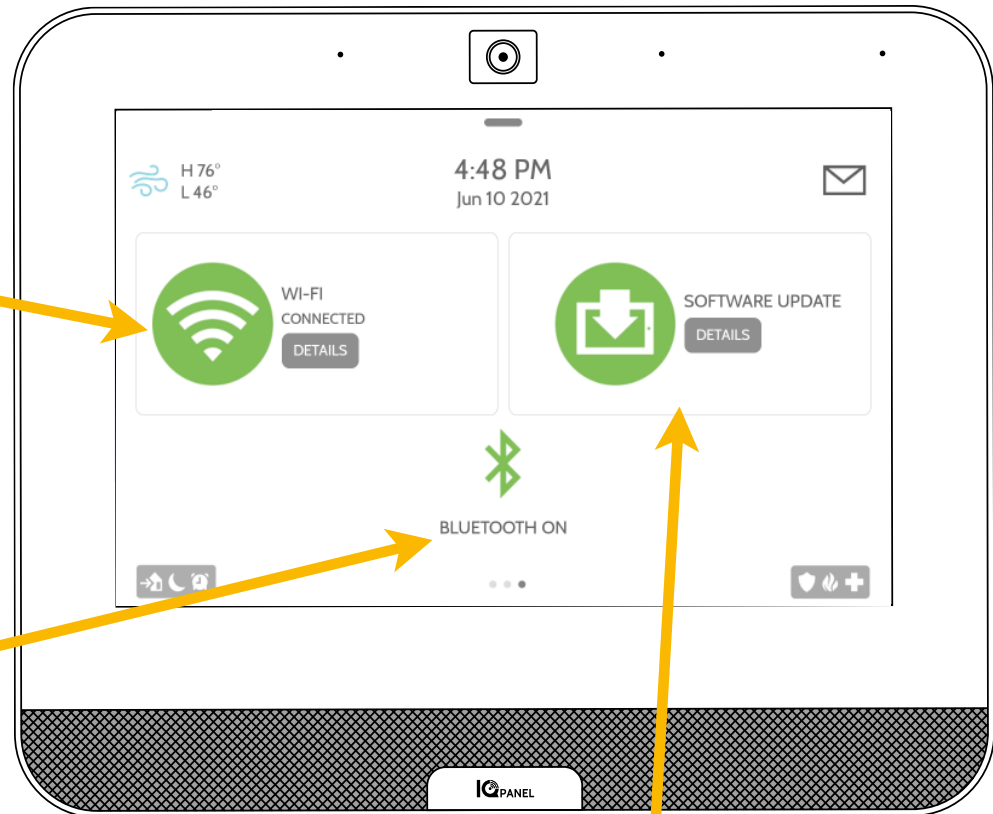 H 76°
L 46°
4:48 PM
Jun 10 2021
WI-FI
CONNECTED
DETAILS
SOFTWARE UPDATE
DETAILS
BLUETOOTH ON
IQ PANEL